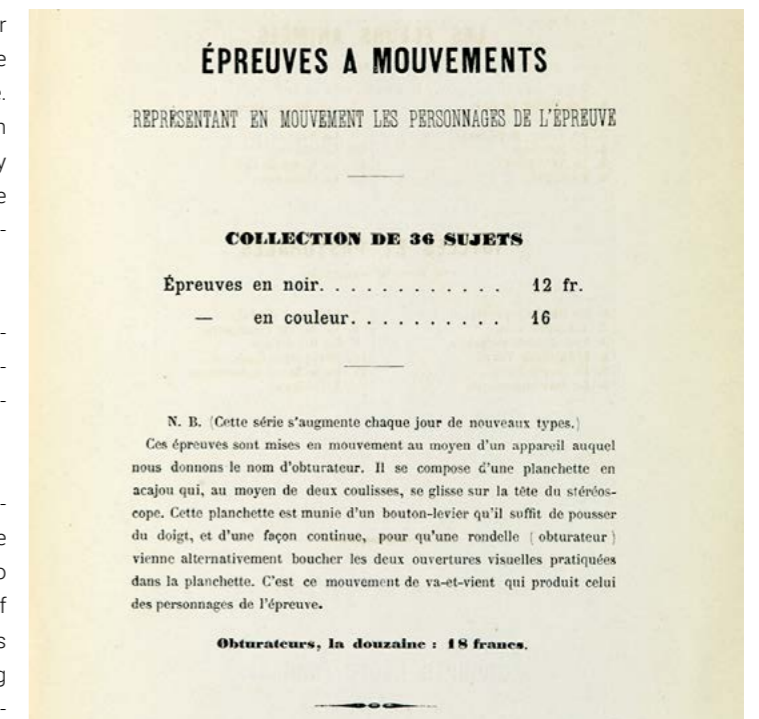 ÉPREUVES A MOUVEMENTS
REPRÉSENTANT EN MOUVEMENT LES PERSONNAGES DE L'ÉPREUVE
COLLECTION DE 36 SUJETS
Épreuves en noir. . . . . . . . . . . . . 12 fr.
— en couleur. . . . . . . . . . 16
N. B. (Cette série s'augmente chaque jour de nouveaux types.)
Ces épreuves sont mises en mouvement au moyen d'un appareil auquel
nous donnons le nom d'obturateur. Il se compose d'une planchette en
acajou qui, au moyen de deux coulisses, se glisse sur la tête du stéréos-
cope. Cette planchette est munie d'un bouton-levier qu'il suffit de pousser
du doigt, et d'une façon continue, pour qu'une rondelle ( obturateur )
vienne alternativement boucher les deux ouvertures visuelles pratiquées
dans la planchette. C'est ce mouvement de va-et-vient qui produit celui
des personnages de l'épreuve.
Obturateurs, la douzaine : 18 francs.